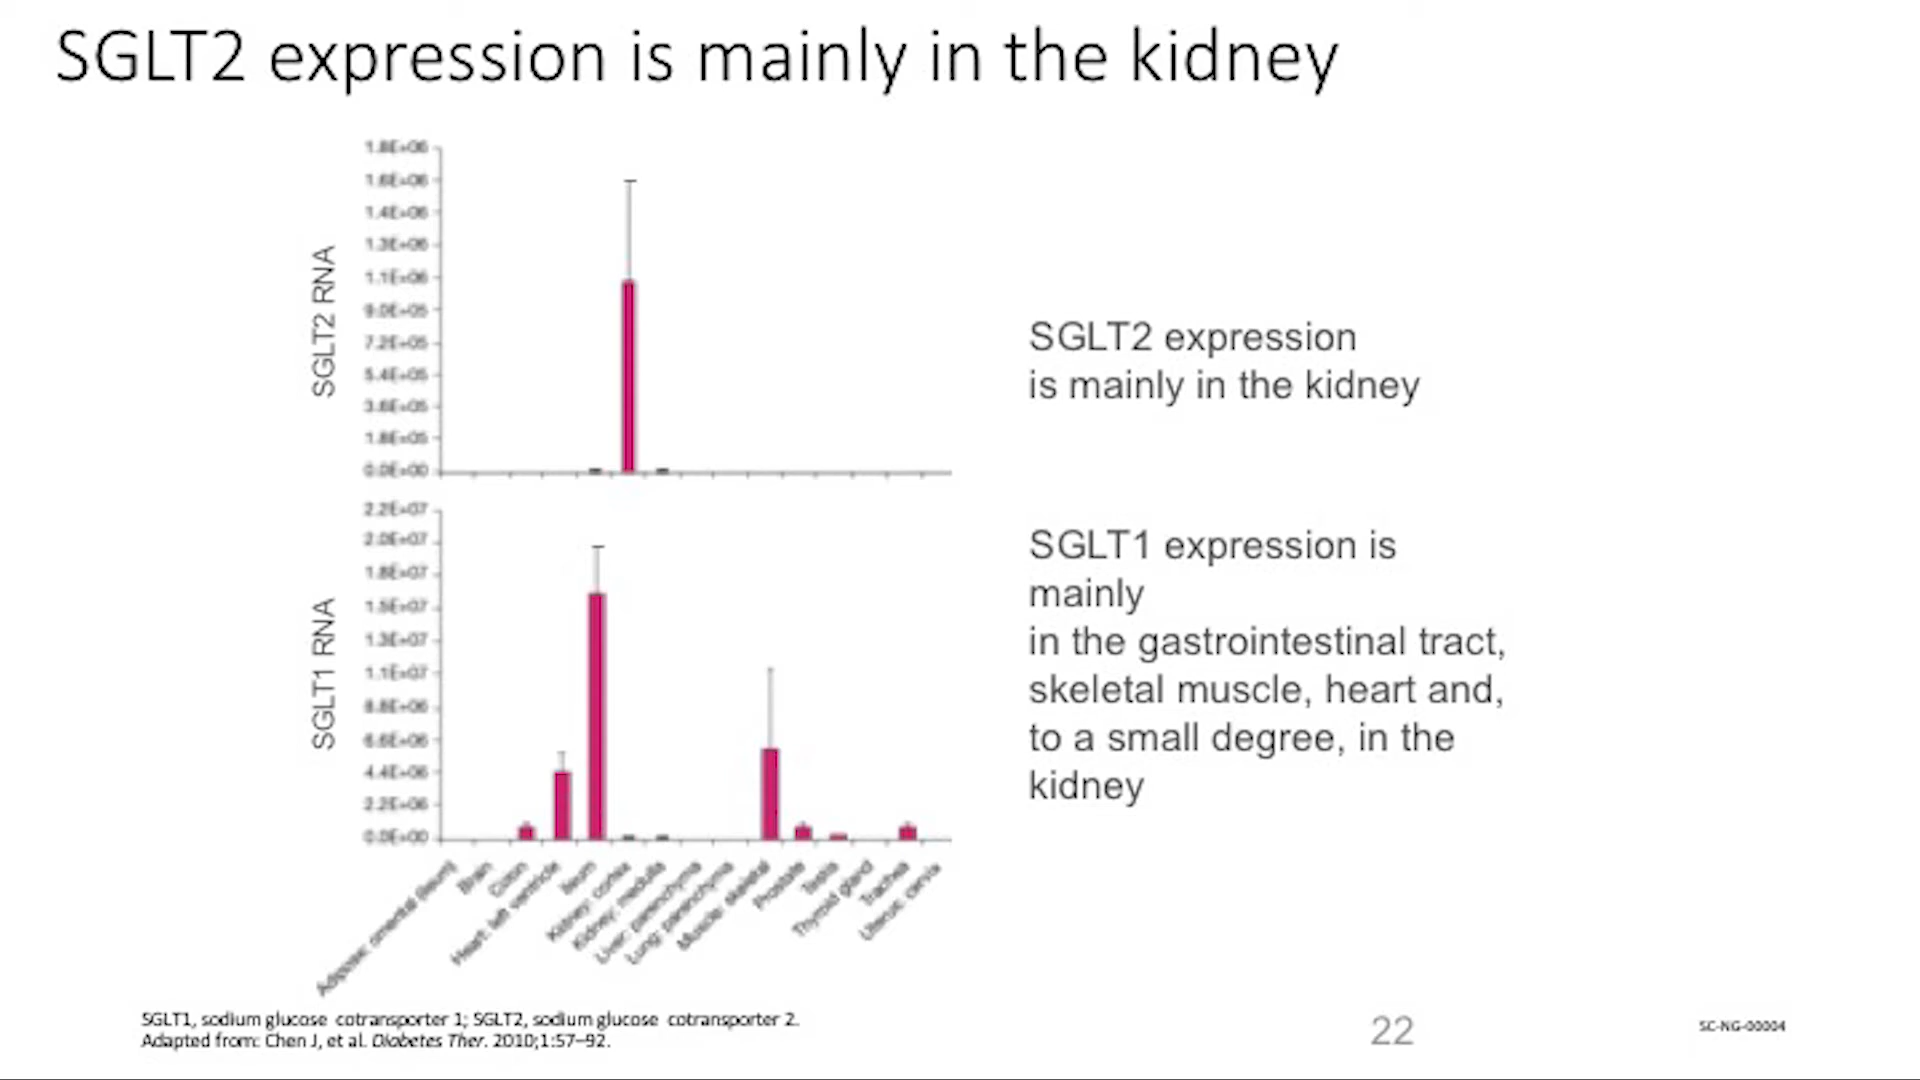 SGLT2 expression is mainly in the kidney
1.8E+06
1.6E+06
1.4E+06
1.3E+06
1.1E+06
9.0E+05
7.2E+05
5.4E+05
3.6E+05
1.8E+05
0.0E+00
SGLT2 RNA
SGLT2 expression
is mainly in the kidney
2.2E+07
2.0E+07
1.8E+07
1.5E+07
1.3E+07
1.1E+07
8.8E+06
6.6E+06
4.4E+06
2.2E+06
0.0E+00
SGLT1 RNA
SGLT1 expression is
mainly
in the gastrointestinal tract,
skeletal muscle, heart and,
to a small degree, in the
kidney
Adipose: omental (ileum)
Brain
Colon
Heart: left ventricle
Ileum
Kidney: cortex
Kidney: medulla
Liver: parenchyma
Lung: parenchyma
Muscle: skeletal
Prostate
Testis
Thyroid gland
Trachea
Uterus: cervix
SGLT1, sodium glucose cotransporter 1; SGLT2, sodium glucose cotransporter 2.
Adapted from: Chen J, et al. Diabetes Ther. 2010;1:57–92.
22
SC-NG-00004